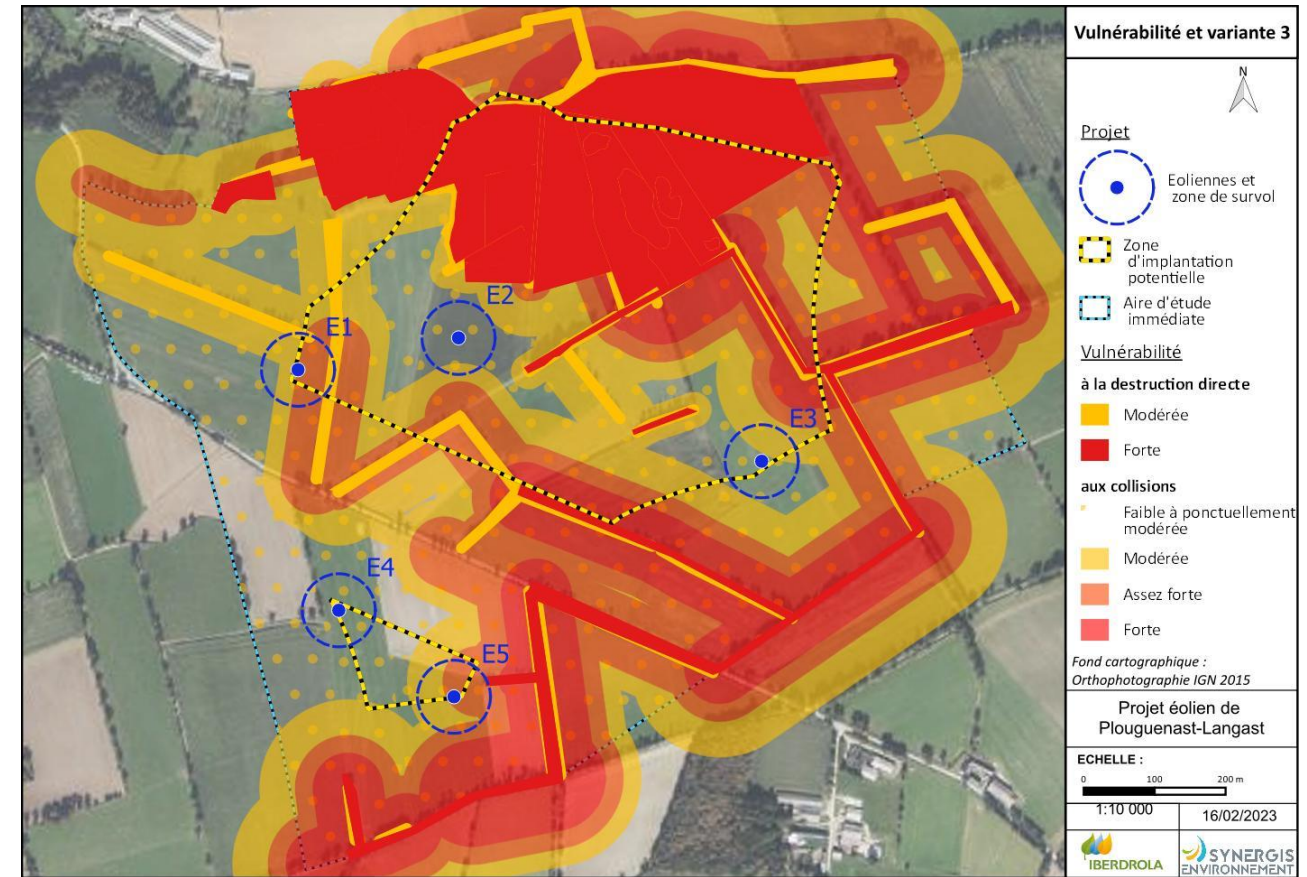 Vulnérabilité et variante 3
N
Projet
Eoliennes et
zone de survol
Zone
d'implantation
potentielle
Aire d'étude
immédiate
Vulnérabilité
à la destruction directe
Modérée
Forte
aux collisions
Faible à ponctuellement
modérée
Modérée
Assez forte
Forte
Fond cartographique :
Orthophotographie IGN 2015
Projet éolien de
Plouguenast-Langast
ECHELLE :
0 100 200 m
1:10 000
16/02/2023
IBERDROLA
SYNERGIS
ENVIRONNEMENT
E1
E2
E3
E4
E5